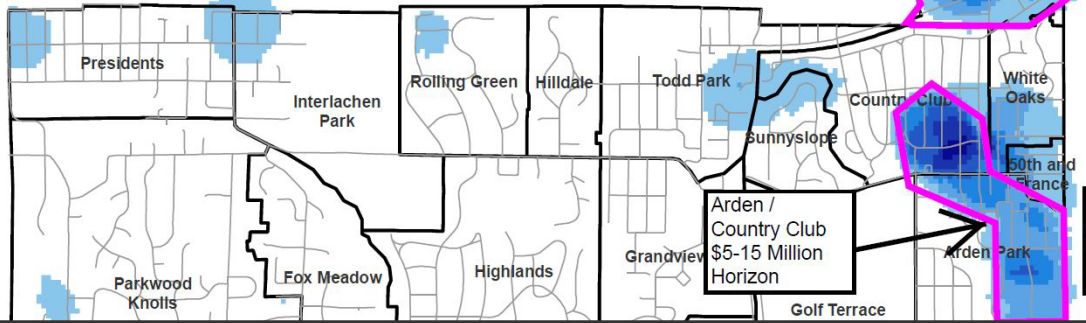 Presidents
Interlachen
Park
Rolling Green
Hilldale
Todd Park
Country Club
White
Oaks
Sunnyslope
50th and
France
Arden /
Country Club
$5-15 Million
Horizon
Parkwood
Knolls
Fox Meadow
Highlands
Grandview
Arden Park
Golf Terrace